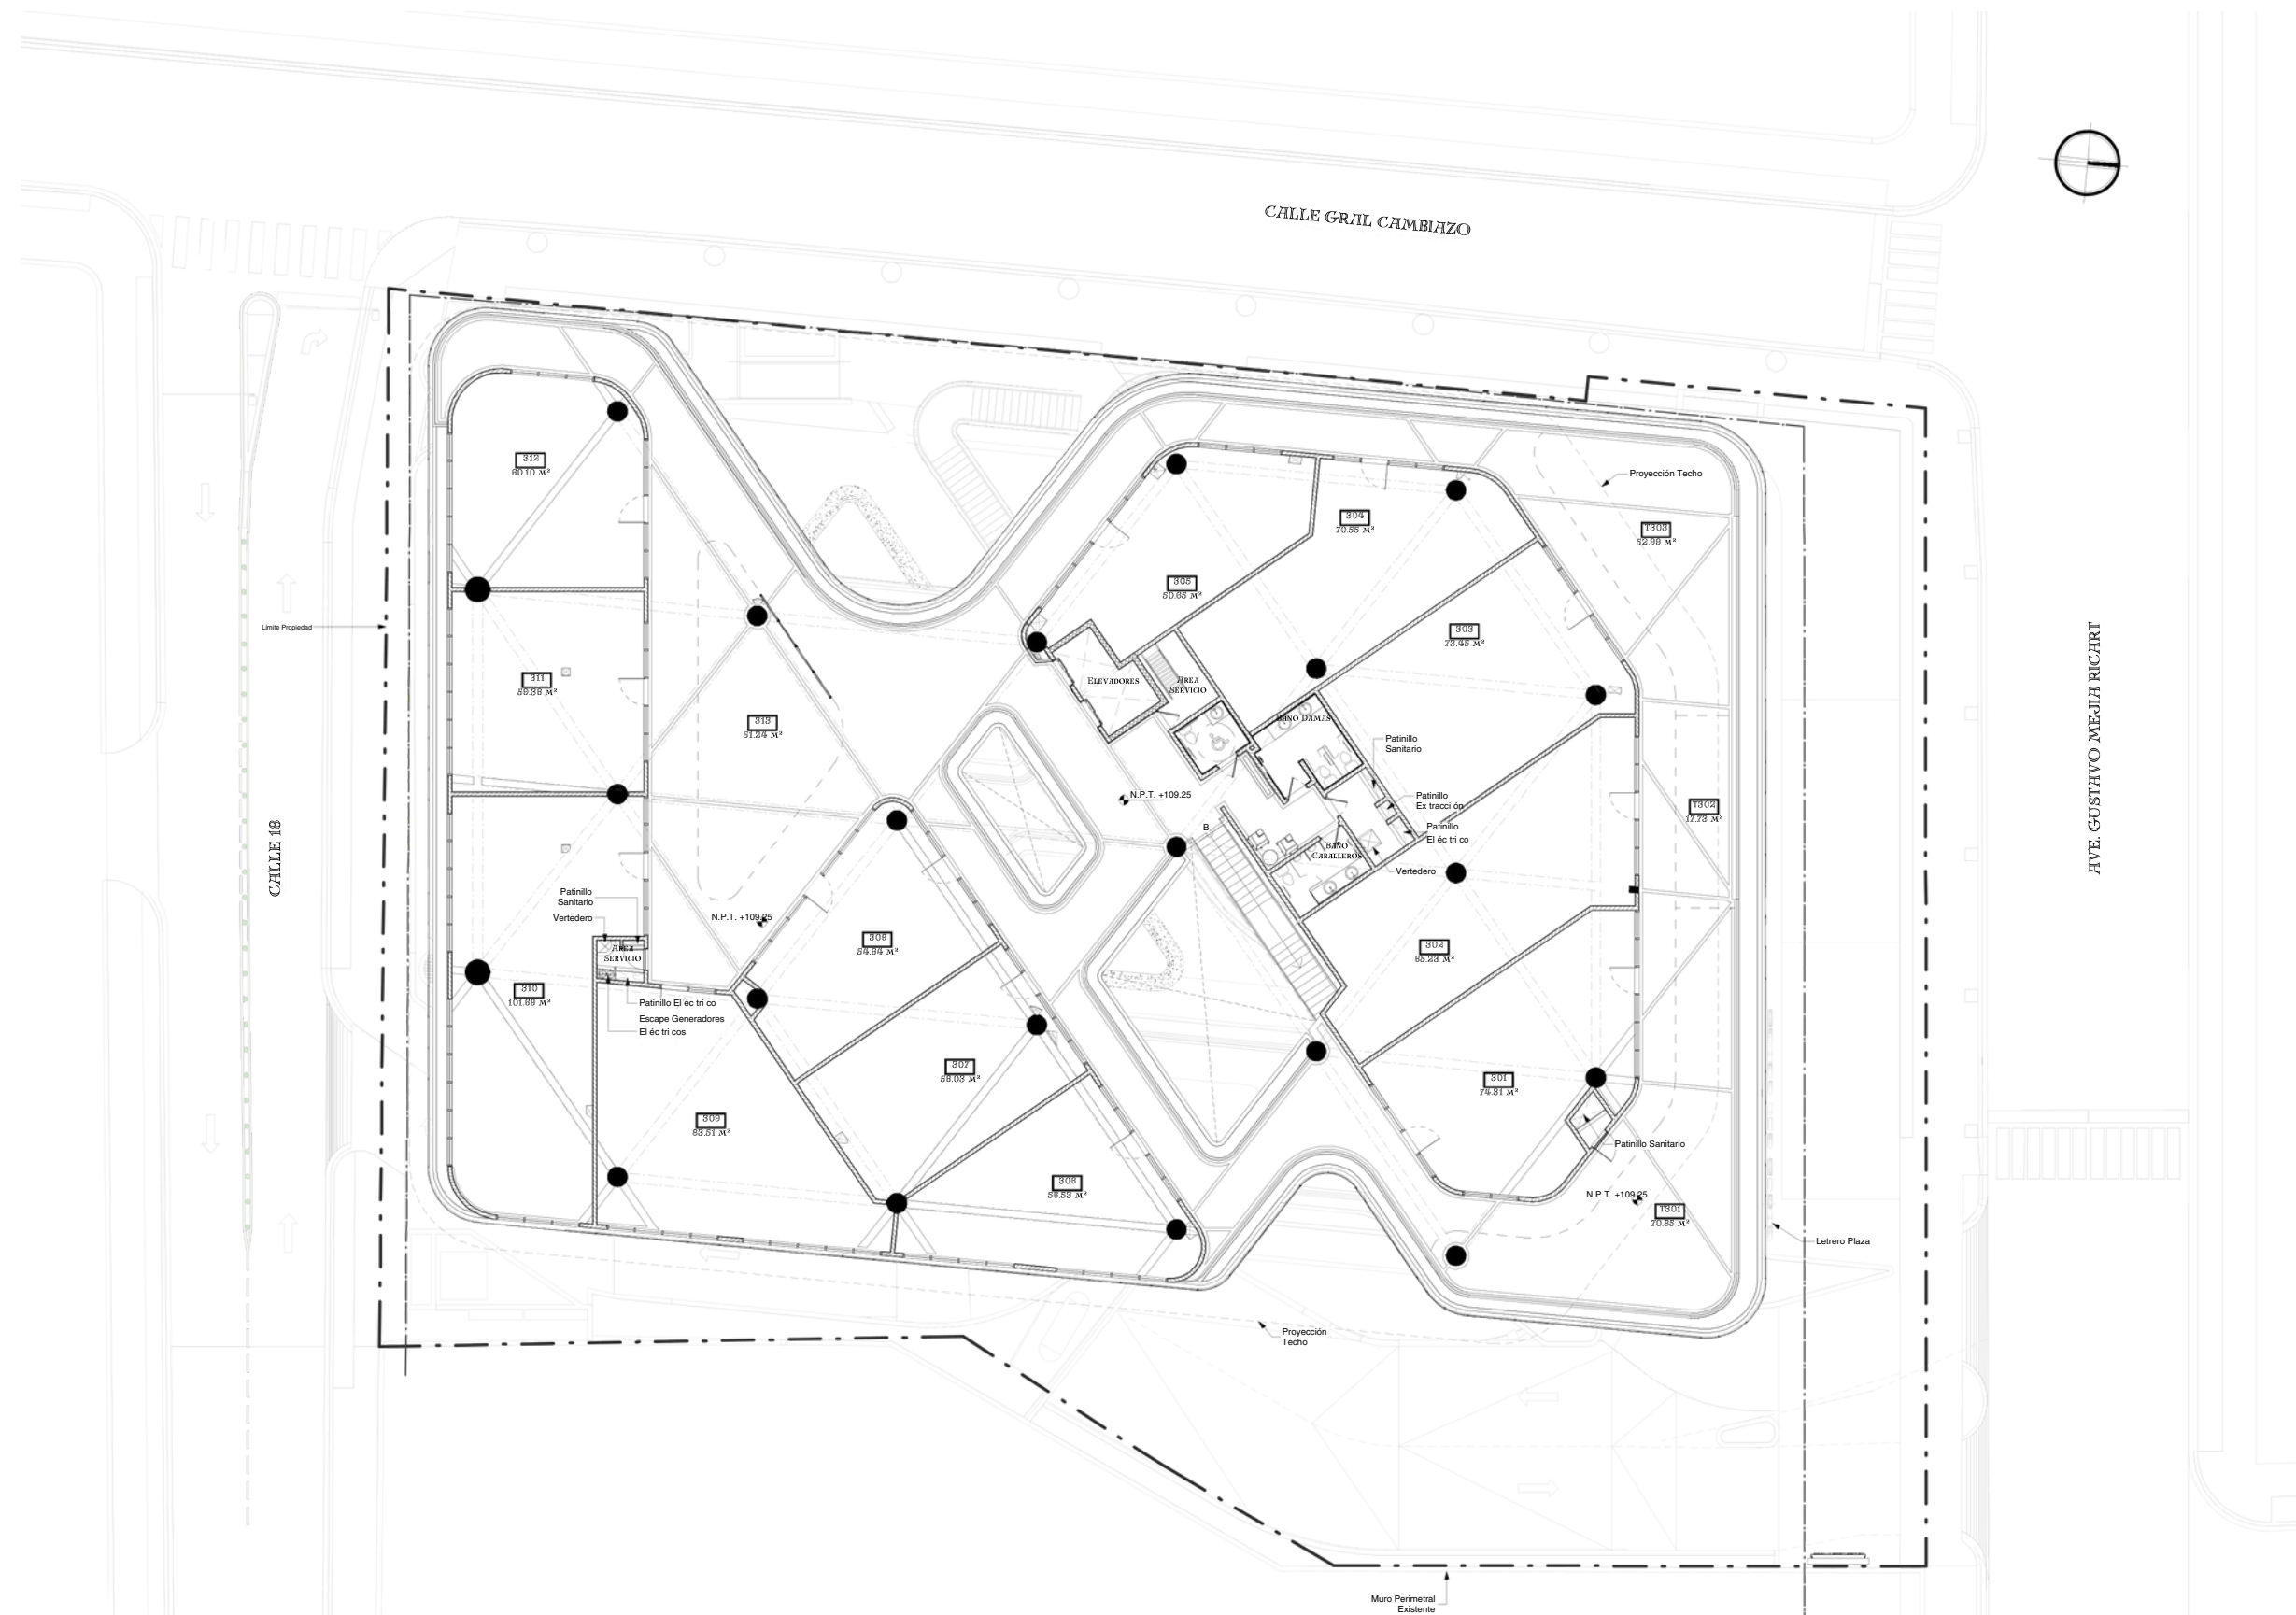 CALLE GRAL CAMBIAZO
Proyección Techo
312
60.10 M²
304
70.55 M²
T303
52.88 M²
305
50.65 M²
Límite Propiedad
303
73.45 M²
AVE. GUSTAVO MEJIA RICART
311
59.38 M²
ELEVADORES
AREA
SERVICIO
313
51.24 M²
BAÑO DAMAS
Patinillo
Sanitario
N.P.T. +109.25
Patinillo
Ex tracci ón
T302
17.73 M²
B
Patinillo
El éc tri co
BAÑO
CABALLEROS
Vertedero
CALLE 18
Patinillo
Sanitario
Vertedero
N.P.T. +109.25
308
54.84 M²
302
85.23 M²
AREA
SERVICIO
310
101.88 M²
Patinillo El éc tri co
Escape Generadores
El éc tri cos
307
58.03 M²
301
74.31 M²
309
83.51 M²
Patinillo Sanitario
306
58.53 M²
N.P.T. +109.25
T301
70.85 M²
Letrero Plaza
Proyección
Techo
Muro Perimetral
Existente